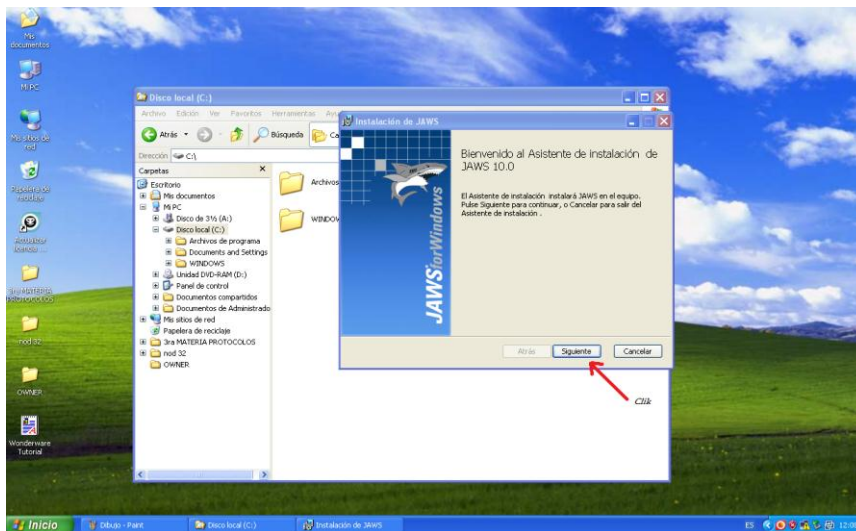 Mis
documentos
Mi PC
Mis sitios de
red
Papelera de
reciclaje
Actualizar
licencia ...
3ra MATERIA
PROTOCOLOS
nod 32
OWNER
Wonderware
Tutorial
Disco local (C:)
Archivo Edición Ver Favoritos Herramientas Ayu
Atrás Búsqueda Ca
Dirección C:\
Carpetas X
Escritorio
Mis documentos
Mi PC
Disco de 3½ (A:)
Disco local (C:)
Archivos de programa
Documents and Settings
WINDOWS
Unidad DVD-RAM (D:)
Panel de control
Documentos compartidos
Documentos de Administrado
Mis sitios de red
Papelera de reciclaje
3ra MATERIA PROTOCOLOS
nod 32
OWNER
Archivos
WINDOW
Instalación de JAWS
JAWS for Windows
Bienvenido al Asistente de instalación de
JAWS 10.0
El Asistente de instalación instalará JAWS en el equipo.
Pulse Siguiente para continuar, o Cancelar para salir del
Asistente de instalación .
Atrás Siguiente Cancelar
Clik
Inicio Dibujo - Paint Disco local (C:) Instalación de JAWS ES